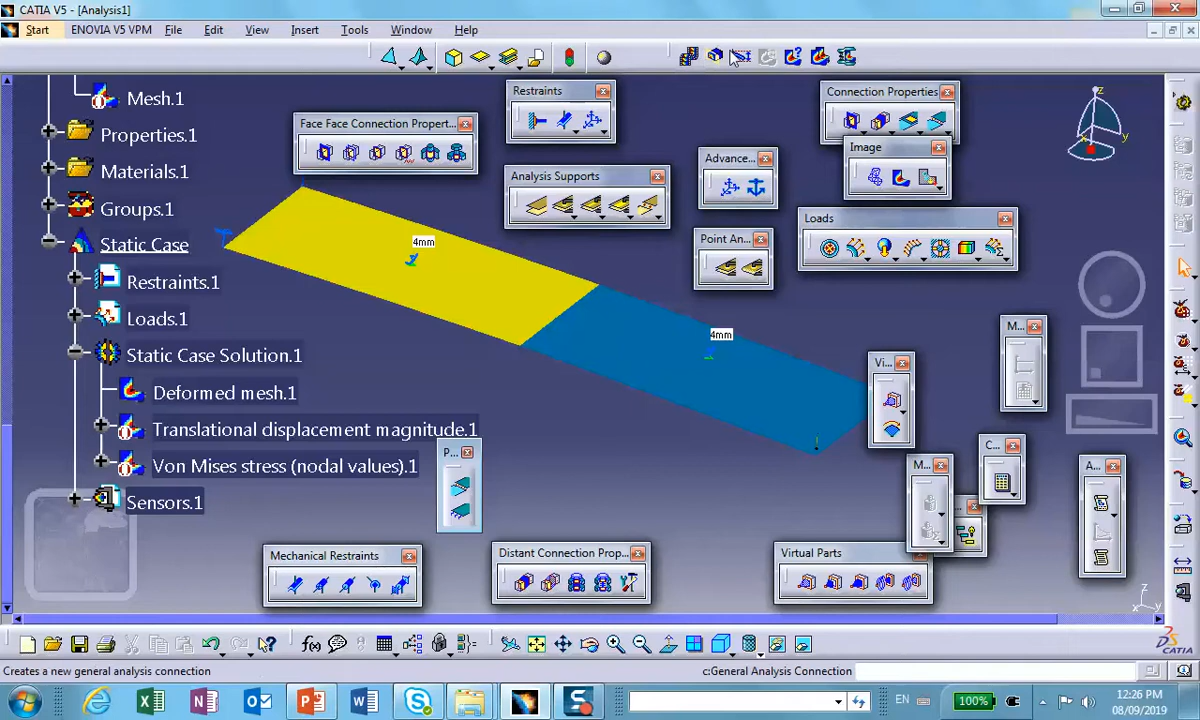 CATIA V5 - [Analysis1]
Start ENOVIA V5 VPM File Edit View Insert Tools Window Help
Restraints
Connection Properties
Face Face Connection Propert...
Image
Advance...
Analysis Supports
Loads
Point An...
Mesh.1
Properties.1
Materials.1
Groups.1
Static Case
Restraints.1
Loads.1
Static Case Solution.1
Deformed mesh.1
Translational displacement magnitude.1
Von Mises stress (nodal values).1
Sensors.1
4mm
4mm
z
y
x
M...
Vi...
C...
P...
M...
...
A...
Mechanical Restraints
Distant Connection Prop...
Virtual Parts
z
x y
f(x)
CATIA
Creates a new general analysis connection
c:General Analysis Connection
EN
100%
12:26 PM
08/09/2019